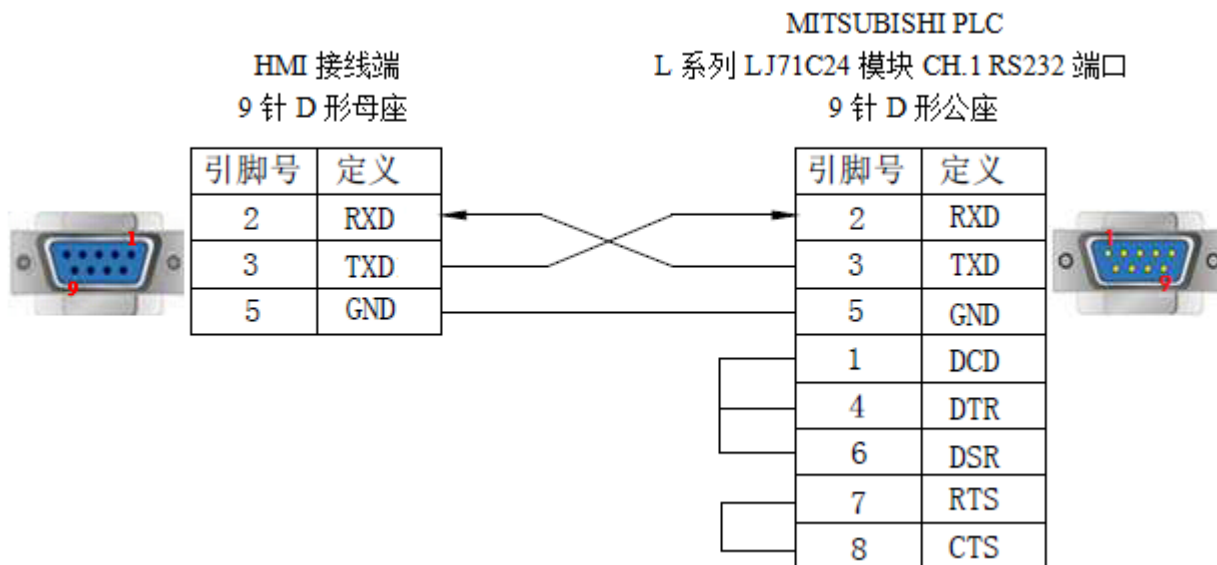 MITSUBISHI PLC
HMI 接线端
L 系列 LJ71C24 模块 CH.1 RS232 端口
9 针 D 形母座
9 针 D 形公座
引脚号 定义
2 RXD
3 TXD
5 GND
1
9
引脚号 定义
2 RXD
3 TXD
5 GND
1 DCD
4 DTR
6 DSR
7 RTS
8 CTS
1
9